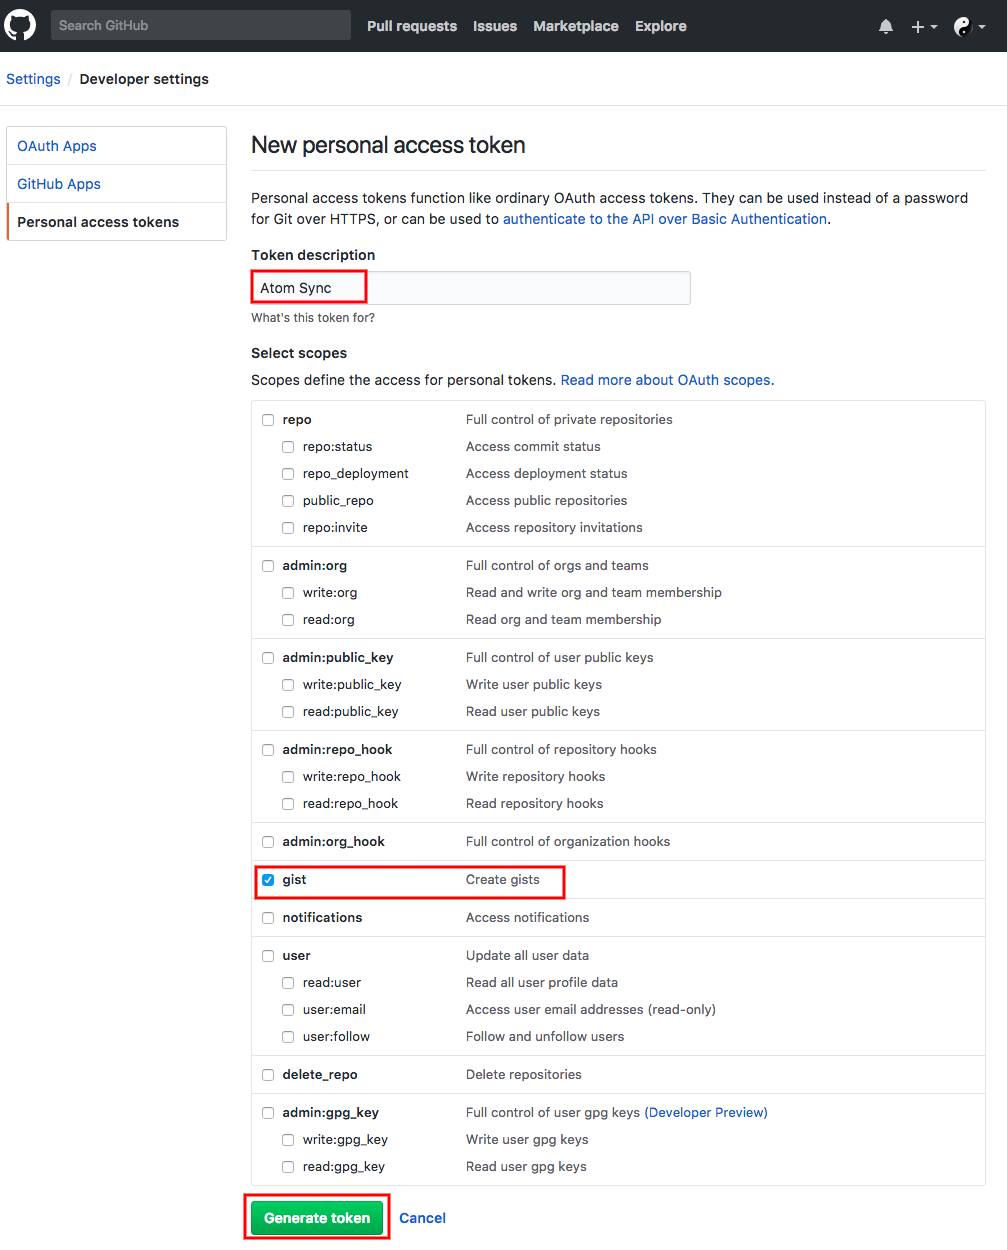 Search GitHub Pull requests Issues Marketplace Explore
Settings / Developer settings
OAuth Apps
GitHub Apps
Personal access tokens
New personal access token
Personal access tokens function like ordinary OAuth access tokens. They can be used instead of a password
for Git over HTTPS, or can be used to authenticate to the API over Basic Authentication.
Token description
Atom Sync
What's this token for?
Select scopes
Scopes define the access for personal tokens. Read more about OAuth scopes.
repo Full control of private repositories
repo:status Access commit status
repo_deployment Access deployment status
public_repo Access public repositories
repo:invite Access repository invitations
admin:org Full control of orgs and teams
write:org Read and write org and team membership
read:org Read org and team membership
admin:public_key Full control of user public keys
write:public_key Write user public keys
read:public_key Read user public keys
admin:repo_hook Full control of repository hooks
write:repo_hook Write repository hooks
read:repo_hook Read repository hooks
admin:org_hook Full control of organization hooks
gist Create gists
notifications Access notifications
user Update all user data
read:user Read all user profile data
user:email Access user email addresses (read-only)
user:follow Follow and unfollow users
delete_repo Delete repositories
admin:gpg_key Full control of user gpg keys (Developer Preview)
write:gpg_key Write user gpg keys
read:gpg_key Read user gpg keys
Generate token Cancel